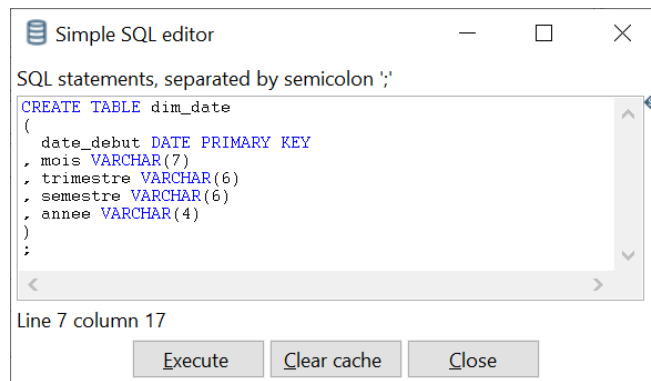 Simple SQL editor
SQL statements, separated by semicolon ';'
CREATE TABLE dim_date
(
  date_debut DATE PRIMARY KEY
, mois VARCHAR(7)
, trimestre VARCHAR(6)
, semestre VARCHAR(6)
, annee VARCHAR(4)
)
;
Line 7 column 17
Execute Clear cache Close